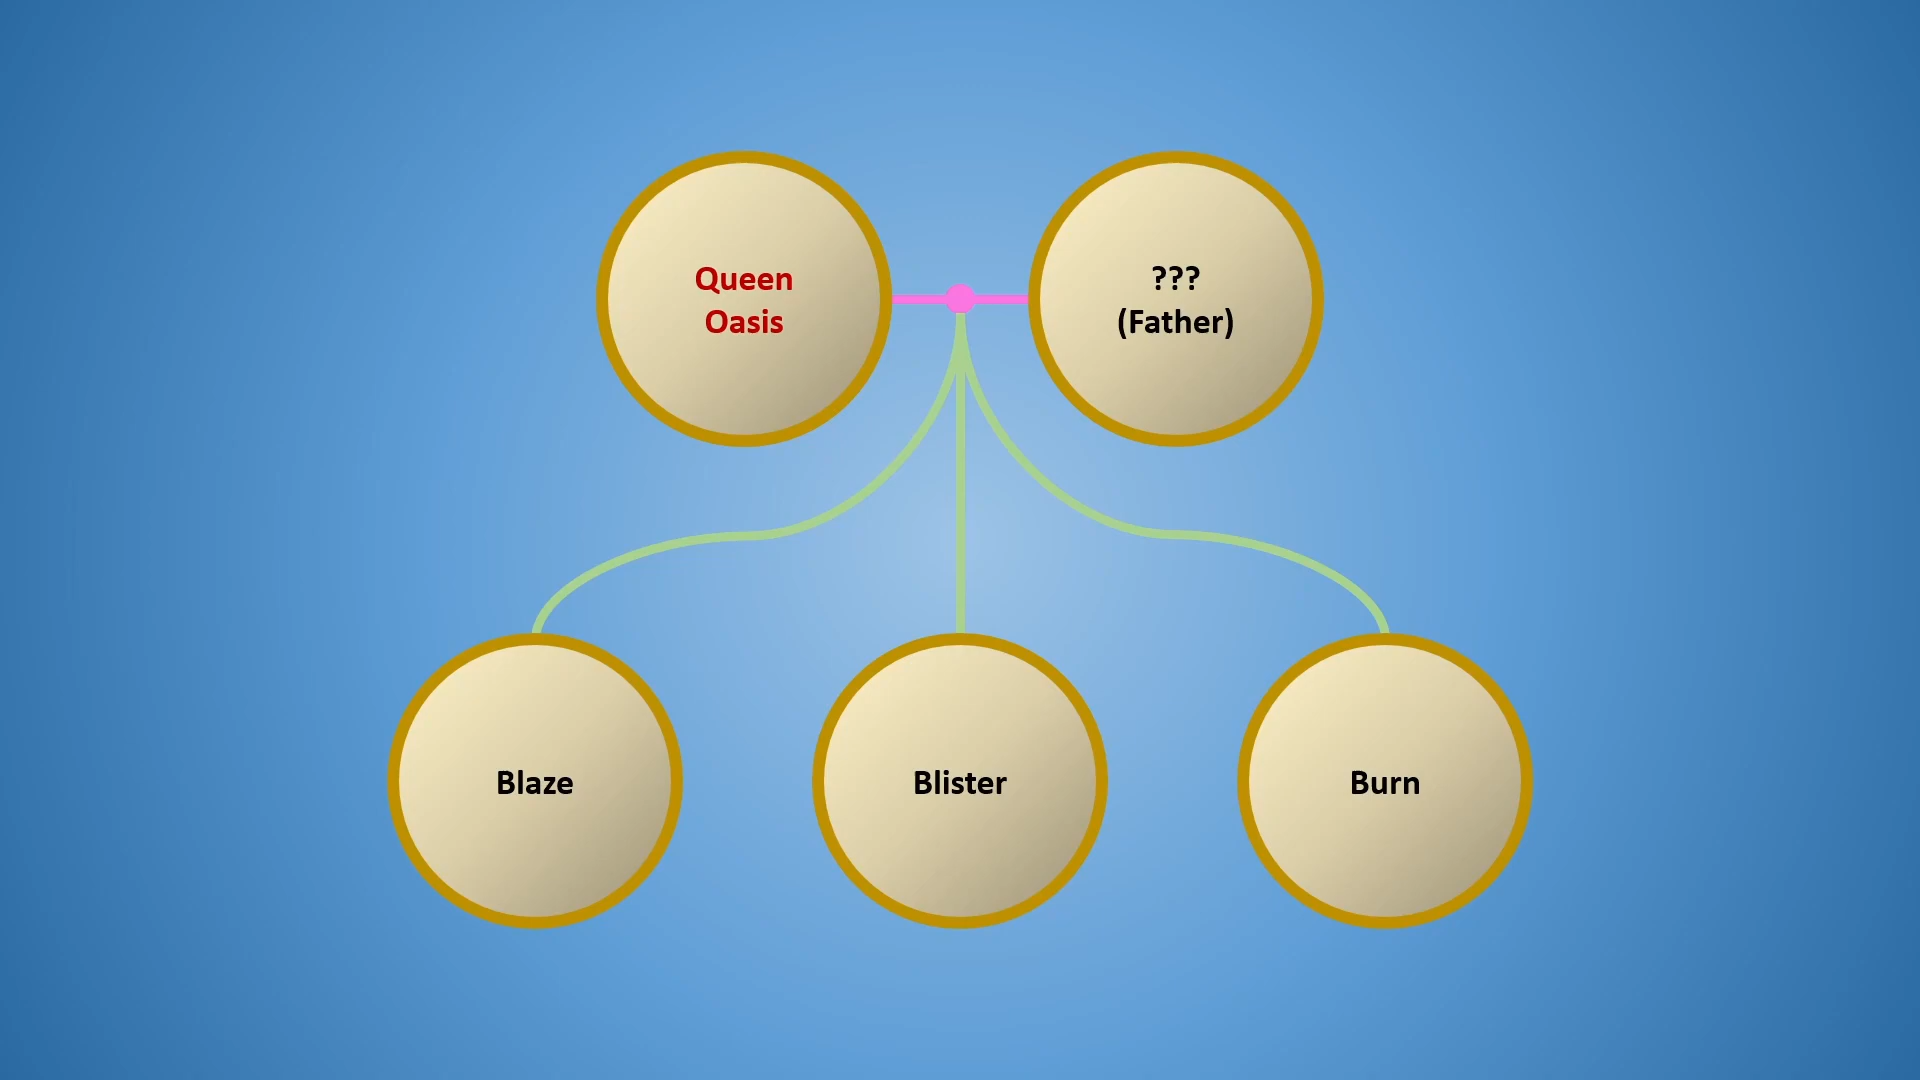 Queen
Oasis
???
(Father)
Blaze
Blister
Burn